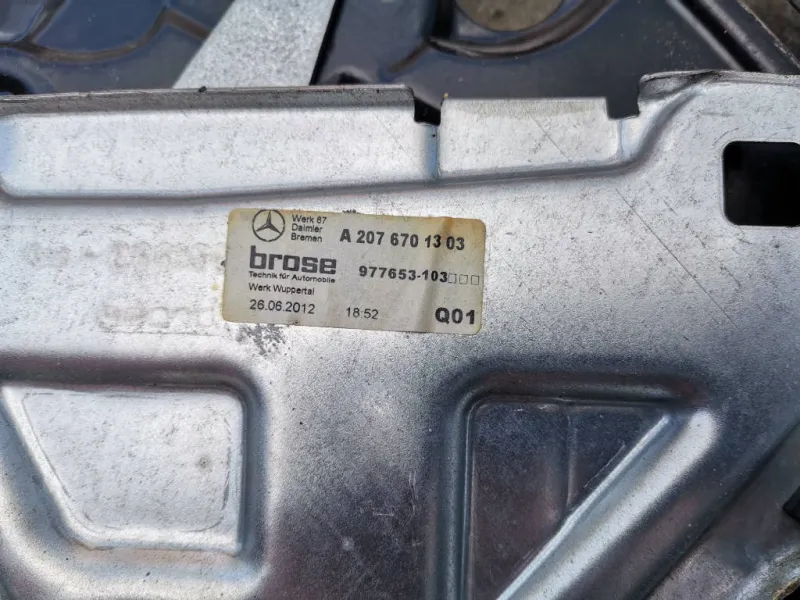 Werk 67
Daimler
Bremen
A 207 670 13 03
brose
Technik für Automobile
977653-103□□□
Werk Wuppertal
26.06.2012 18:52 Q01